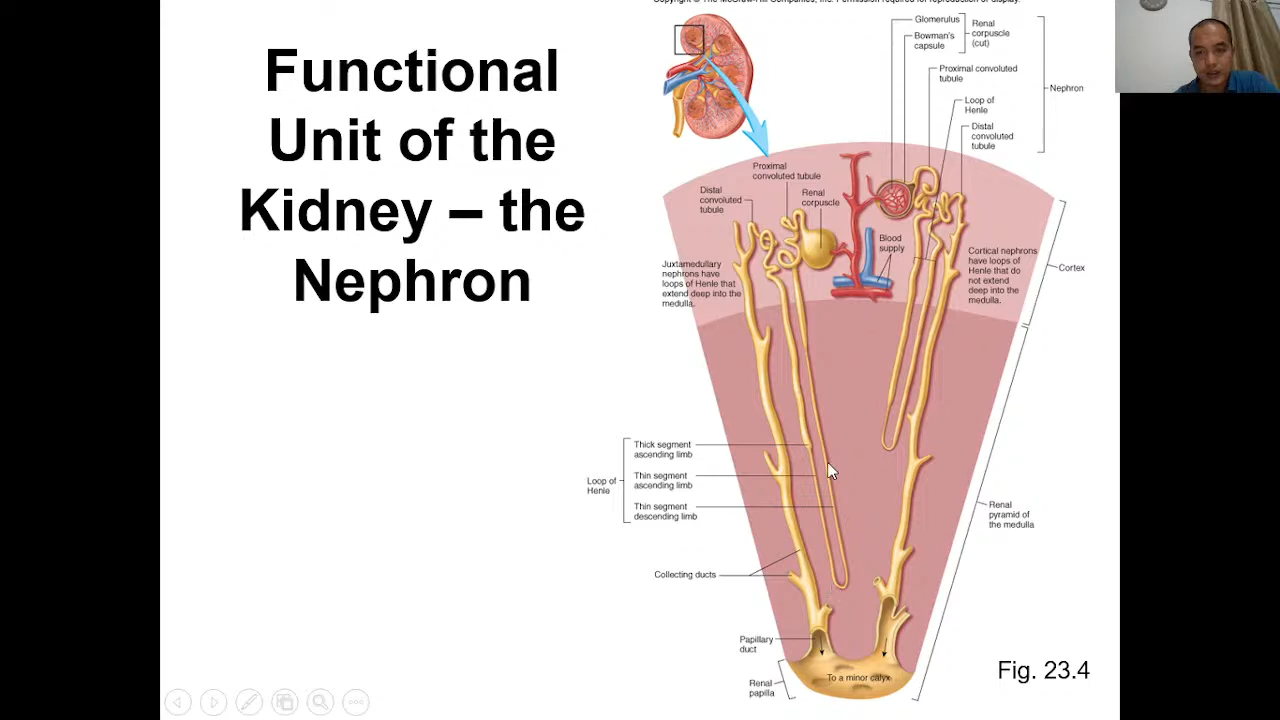 Copyright © The McGraw-Hill Companies, Inc. Permission required for reproduction or display.
Functional
Unit of the
Kidney – the
Nephron
Glomerulus
Bowman's
capsule
Renal
corpuscle
(cut)
Proximal convoluted
tubule
Loop of
Henle
Distal
convoluted
tubule
Nephron
Proximal
convoluted tubule
Distal
convoluted
tubule
Renal
corpuscle
Blood
supply
Juxtamedullary
nephrons have
loops of Henle that
extend deep into the
medulla.
Cortical nephrons
have loops of
Henle that do
not extend
deep into the
medulla.
Cortex
Thick segment
ascending limb
Loop of
Henle
Thin segment
ascending limb
Thin segment
descending limb
Renal
pyramid of
the medulla
Collecting ducts
Papillary
duct
Renal
papilla
To a minor calyx
Fig. 23.4